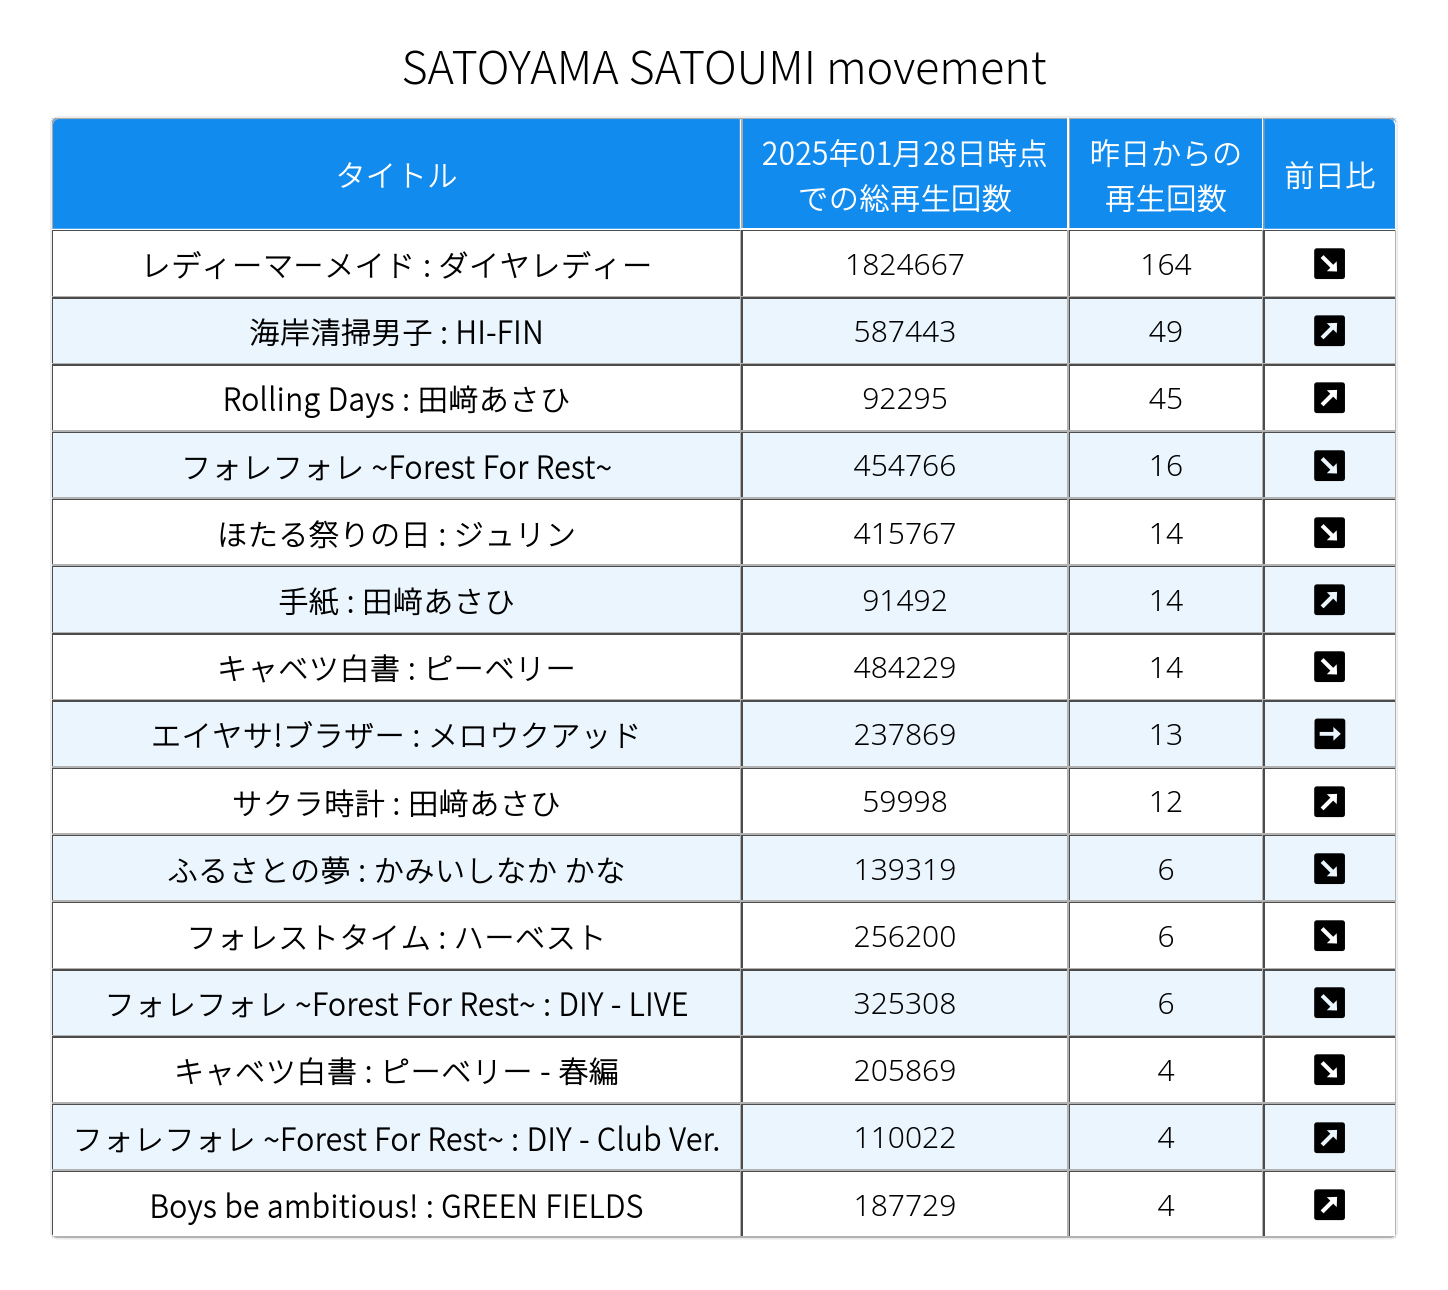 SATOYAMA SATOUMI movement
タイトル 2025年01月28日時点での総再生回数 昨日からの再生回数 前日比
レディーマーメイド : ダイヤレディー 1824667 164 ↘
海岸清掃男子 : HI-FIN 587443 49 ↗
Rolling Days : 田﨑あさひ 92295 45 ↗
フォレフォレ ~Forest For Rest~ 454766 16 ↘
ほたる祭りの日 : ジュリン 415767 14 ↘
手紙 : 田﨑あさひ 91492 14 ↗
キャベツ白書 : ピーベリー 484229 14 ↘
エイヤサ!ブラザー : メロウクアッド 237869 13 →
サクラ時計 : 田﨑あさひ 59998 12 ↗
ふるさとの夢 : かみいしなか かな 139319 6 ↘
フォレストタイム : ハーベスト 256200 6 ↘
フォレフォレ ~Forest For Rest~ : DIY - LIVE 325308 6 ↘
キャベツ白書 : ピーベリー - 春編 205869 4 ↘
フォレフォレ ~Forest For Rest~ : DIY - Club Ver. 110022 4 ↗
Boys be ambitious! : GREEN FIELDS 187729 4 ↗